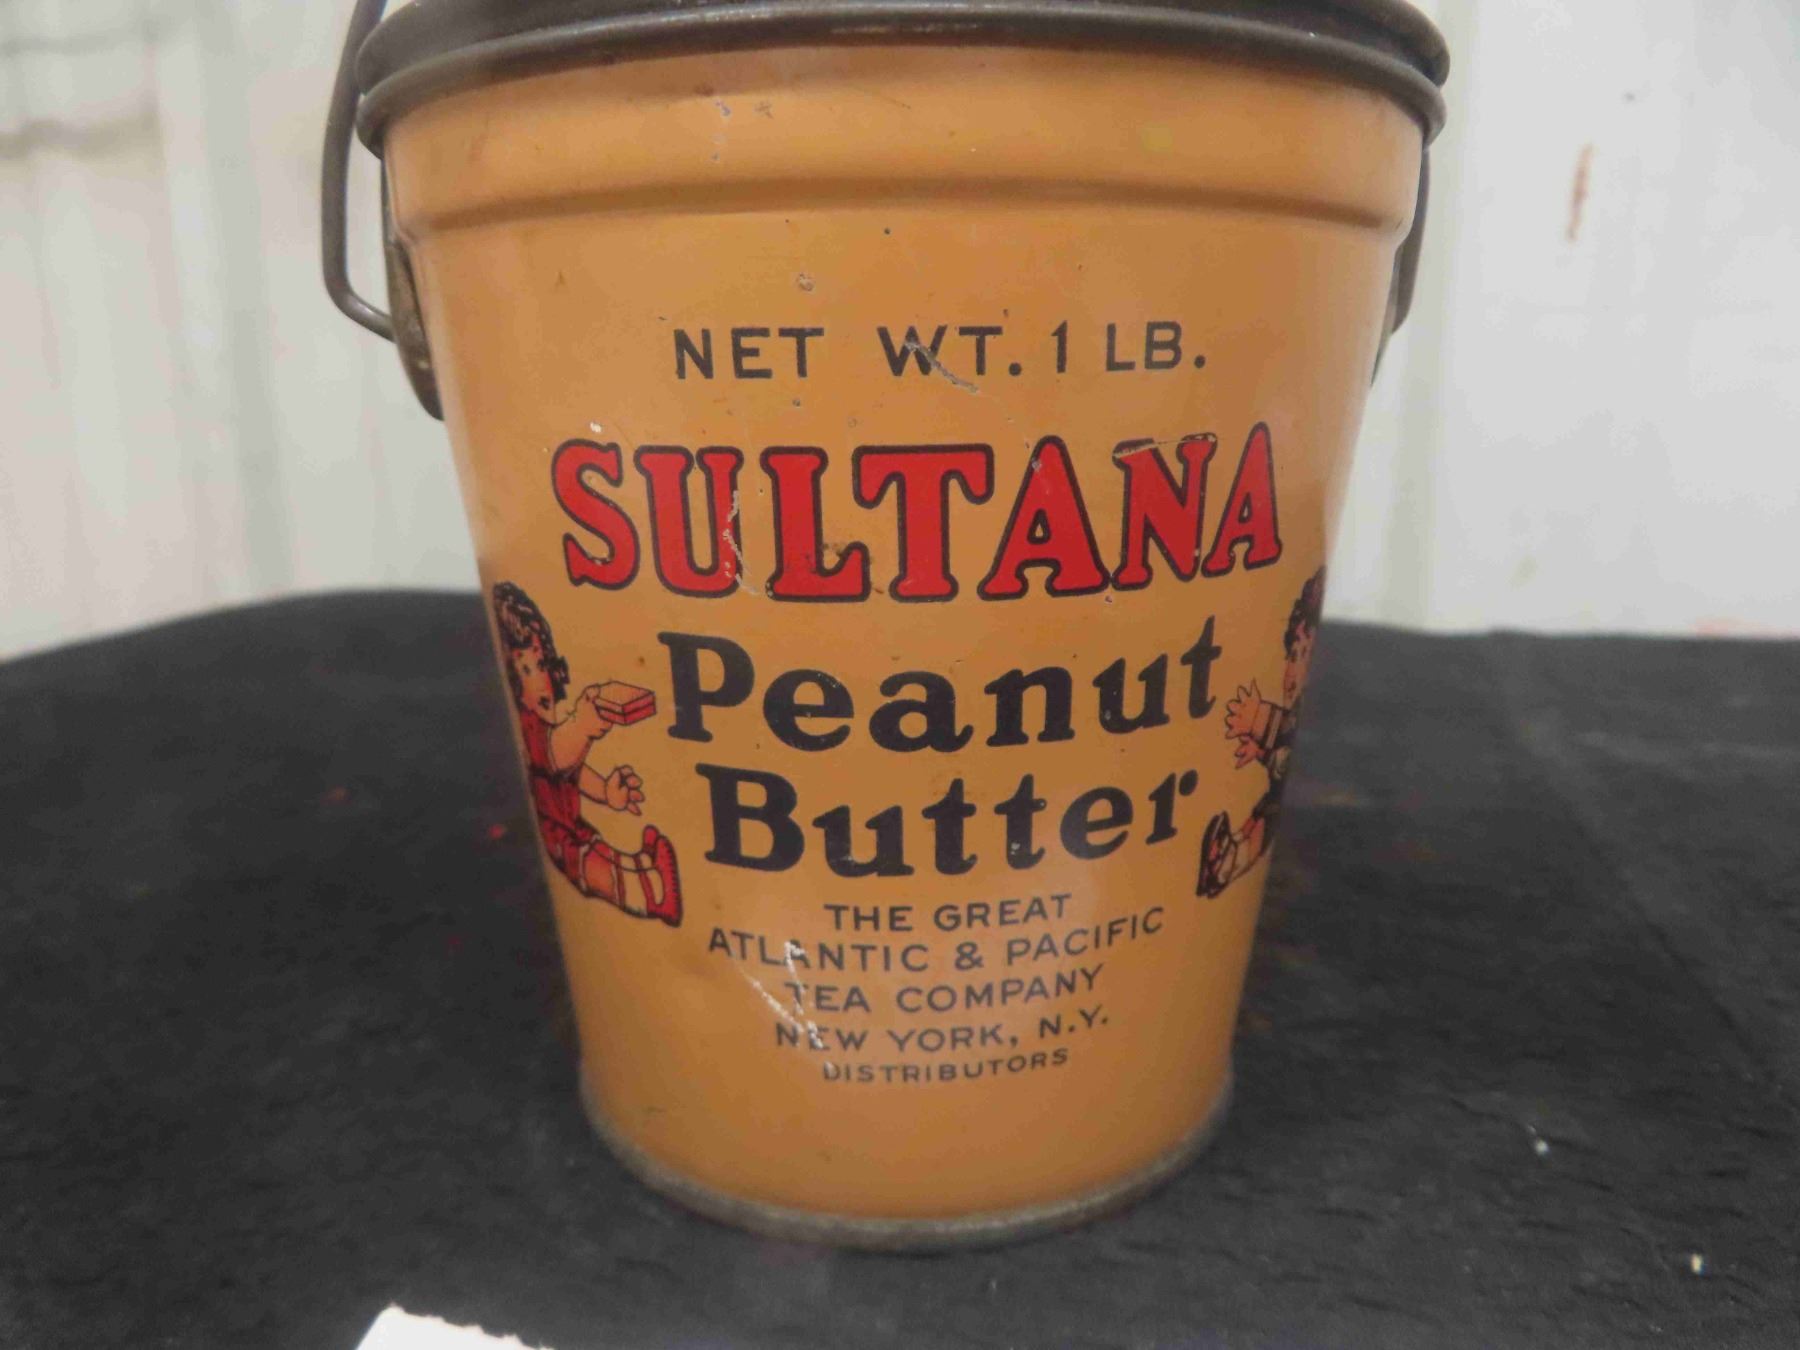 NET WT. 1 LB.
SULTANA
Peanut
Butter
THE GREAT
ATLANTIC & PACIFIC
TEA COMPANY
NEW YORK, N.Y.
DISTRIBUTORS